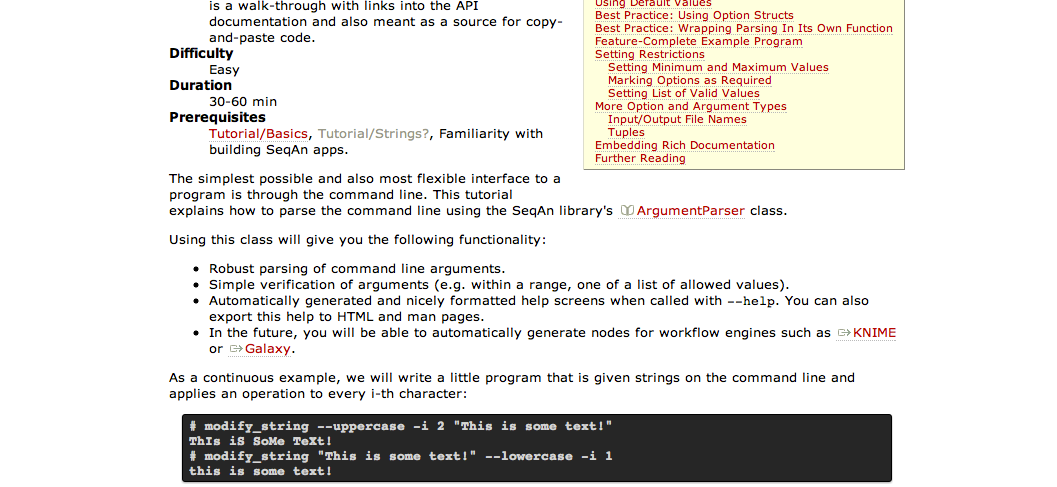 is a walk-through with links into the API
documentation and also meant as a source for copy-
and-paste code.
Difficulty
Easy
Duration
30-60 min
Prerequisites
Tutorial/Basics, Tutorial/Strings?, Familiarity with
building SeqAn apps.
Using Default Values
Best Practice: Using Option Structs
Best Practice: Wrapping Parsing In Its Own Function
Feature-Complete Example Program
Setting Restrictions
Setting Minimum and Maximum Values
Marking Options as Required
Setting List of Valid Values
More Option and Argument Types
Input/Output File Names
Tuples
Embedding Rich Documentation
Further Reading
The simplest possible and also most flexible interface to a
program is through the command line. This tutorial
explains how to parse the command line using the SeqAn library's ArgumentParser class.
Using this class will give you the following functionality:
• Robust parsing of command line arguments.
• Simple verification of arguments (e.g. within a range, one of a list of allowed values).
• Automatically generated and nicely formatted help screens when called with --help. You can also
export this help to HTML and man pages.
• In the future, you will be able to automatically generate nodes for workflow engines such as KNIME
or Galaxy.
As a continuous example, we will write a little program that is given strings on the command line and
applies an operation to every i-th character:
# modify_string --uppercase -i 2 "This is some text!"
ThIs iS SoMe TeXt!
# modify_string "This is some text!" --lowercase -i 1
this is some text!